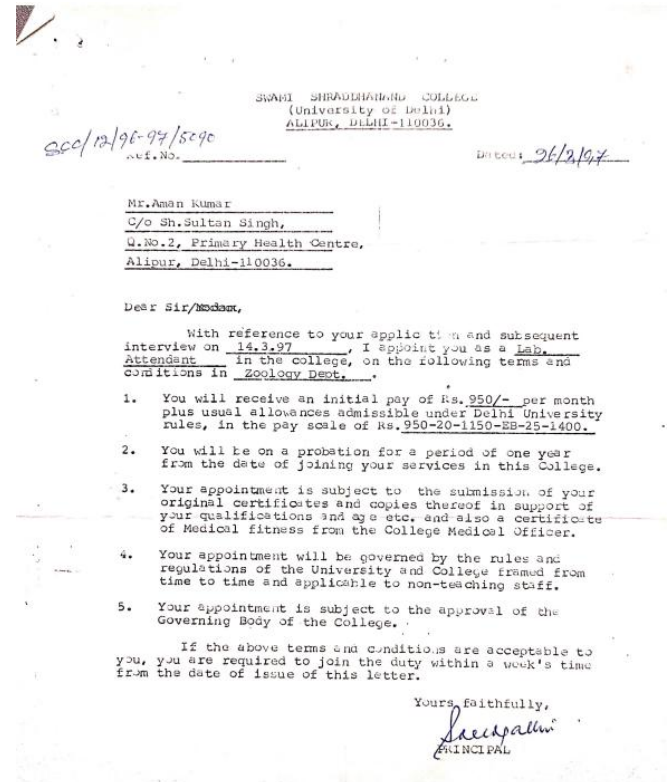 SWAMI SHRADDHANAND COLLEGE
(University of Delhi)
ALIPUR, DELHI-110036.
SCC/12/96-97/5090
Ref.No.
Dated: 26/2/97
Mr.Aman Kumar
C/o Sh.Sultan Singh,
Q.No.2, Primary Health Centre,
Alipur, Delhi-110036.
Dear Sir/Madam,
With reference to your application and subsequent
interview on 14.3.97 , I appoint you as a Lab.
Attendant in the college, on the following terms and
conditions in Zoology Dept. .
1. You will receive an initial pay of Rs.950/- per month
plus usual allowances admissible under Delhi University
rules, in the pay scale of Rs.950-20-1150-EB-25-1400.
2. You will be on a probation for a period of one year
from the date of joining your services in this College.
3. Your appointment is subject to the submission of your
original certificates and copies thereof in support of
your qualifications and age etc. and also a certificate
of Medical fitness from the College Medical Officer.
4. Your appointment will be governed by the rules and
regulations of the University and College framed from
time to time and applicable to non-teaching staff.
5. Your appointment is subject to the approval of the
Governing Body of the College.
If the above terms and conditions are acceptable to
you, you are required to join the duty within a week's time
from the date of issue of this letter.
Yours faithfully,
PRINCIPAL